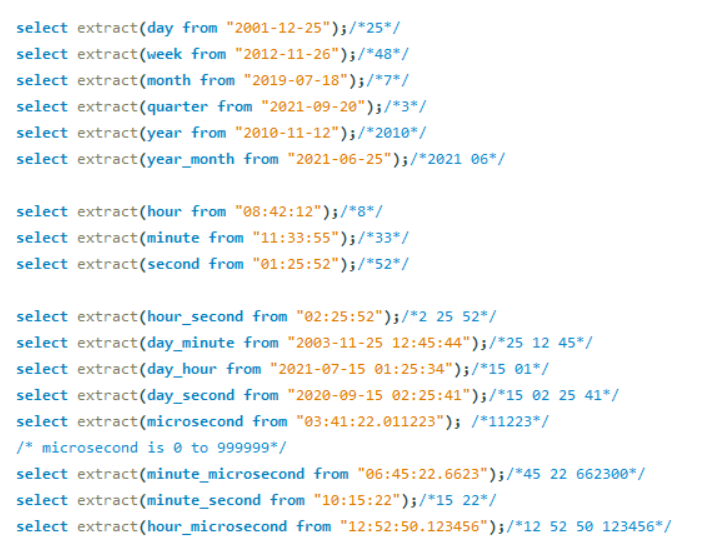 select extract(day from "2001-12-25");/*25*/
select extract(week from "2012-11-26");/*48*/
select extract(month from "2019-07-18");/*7*/
select extract(quarter from "2021-09-20");/*3*/
select extract(year from "2010-11-12");/*2010*/
select extract(year_month from "2021-06-25");/*2021 06*/
select extract(hour from "08:42:12");/*8*/
select extract(minute from "11:33:55");/*33*/
select extract(second from "01:25:52");/*52*/
select extract(hour_second from "02:25:52");/*2 25 52*/
select extract(day_minute from "2003-11-25 12:45:44");/*25 12 45*/
select extract(day_hour from "2021-07-15 01:25:34");/*15 01*/
select extract(day_second from "2020-09-15 02:25:41");/*15 02 25 41*/
select extract(microsecond from "03:41:22.011223"); /*11223*/
/* microsecond is 0 to 999999*/
select extract(minute_microsecond from "06:45:22.6623");/*45 22 662300*/
select extract(minute_second from "10:15:22");/*15 22*/
select extract(hour_microsecond from "12:52:50.123456");/*12 52 50 123456*/